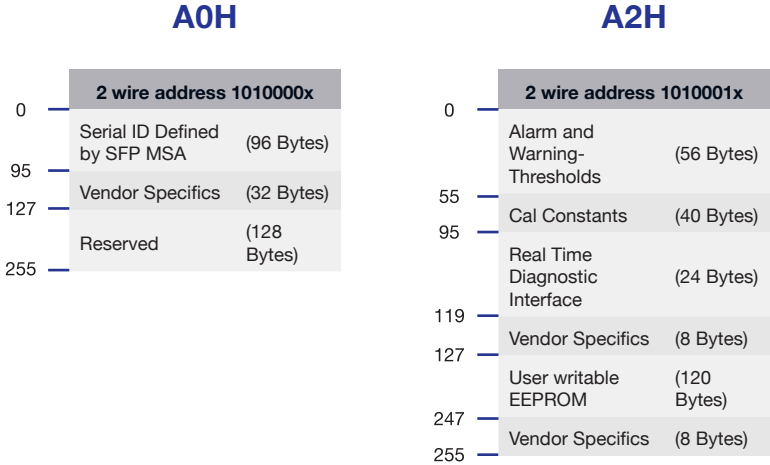 A0H
2 wire address 1010000x
0
Serial ID Defined
by SFP MSA
(96 Bytes)
95
Vendor Specifics
(32 Bytes)
127
Reserved
(128
Bytes)
255
A2H
2 wire address 1010001x
0
Alarm and
Warning-
Thresholds
(56 Bytes)
55
Cal Constants
(40 Bytes)
95
Real Time
Diagnostic
Interface
(24 Bytes)
119
Vendor Specifics
(8 Bytes)
127
User writable
EEPROM
(120
Bytes)
247
Vendor Specifics
(8 Bytes)
255